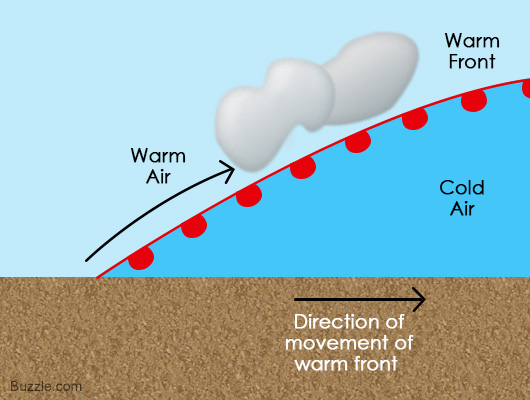 Warm
Front
Warm
Air
Cold
Air
Direction of
movement of
warm front
Buzzle.com